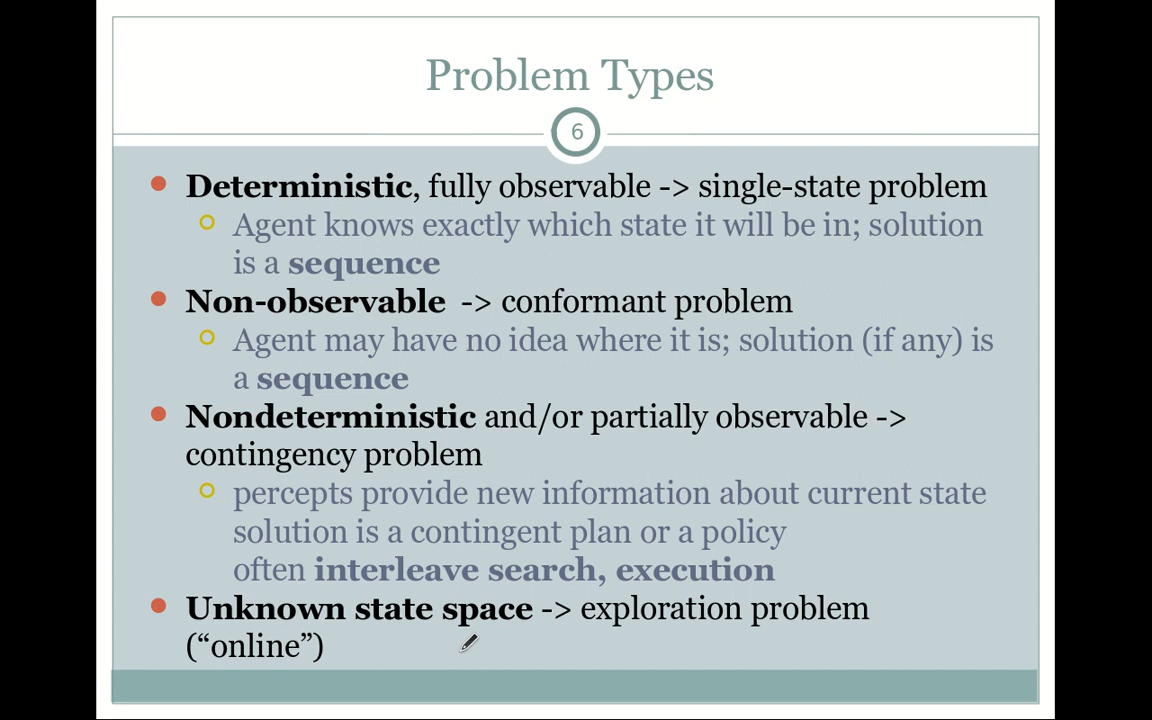 Problem Types
6
Deterministic, fully observable -> single-state problem
Agent knows exactly which state it will be in; solution
is a sequence
Non-observable -> conformant problem
Agent may have no idea where it is; solution (if any) is
a sequence
Nondeterministic and/or partially observable ->
contingency problem
percepts provide new information about current state
solution is a contingent plan or a policy
often interleave search, execution
Unknown state space -> exploration problem
(“online”)